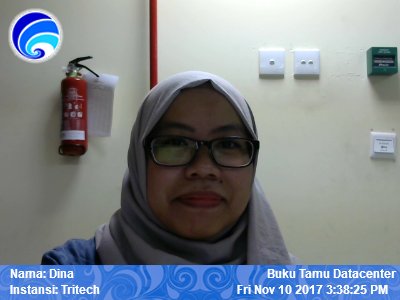 Nama: Dina
Buku Tamu Datacenter
Instansi: Tritech
Fri Nov 10 2017 3:38:25 PM